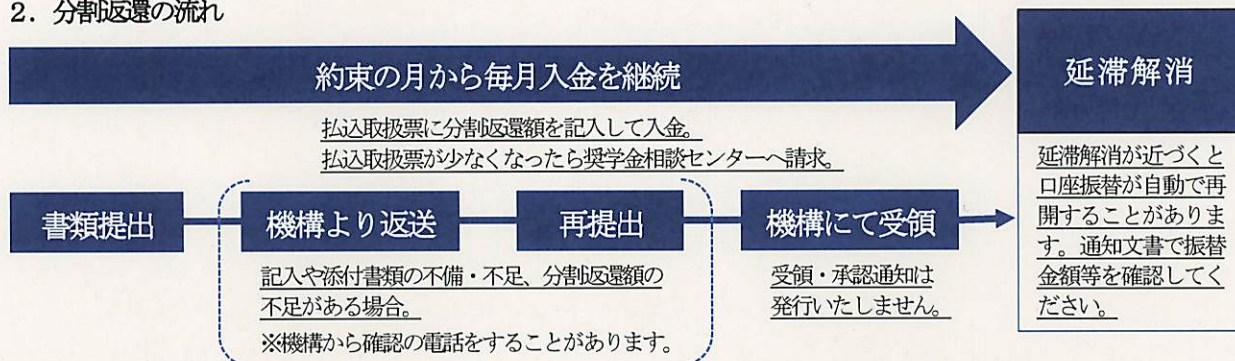 2．分割返還の流れ
約束の月から毎月入金を継続
払込取扱票に分割返還額を記入して入金。
払込取扱票が少なくなったら奨学金相談センターへ請求。
書類提出
機構より返送
再提出
機構にて受領
記入や添付書類の不備・不足、分割返還額の
不足がある場合。
※機構から確認の電話をすることがあります。
受領・承認通知は
発行いたしません。
延滞解消
延滞解消が近づくと
口座振替が自動で再
開することがありま
す。通知文書で振替
金額等を確認してく
ださい。